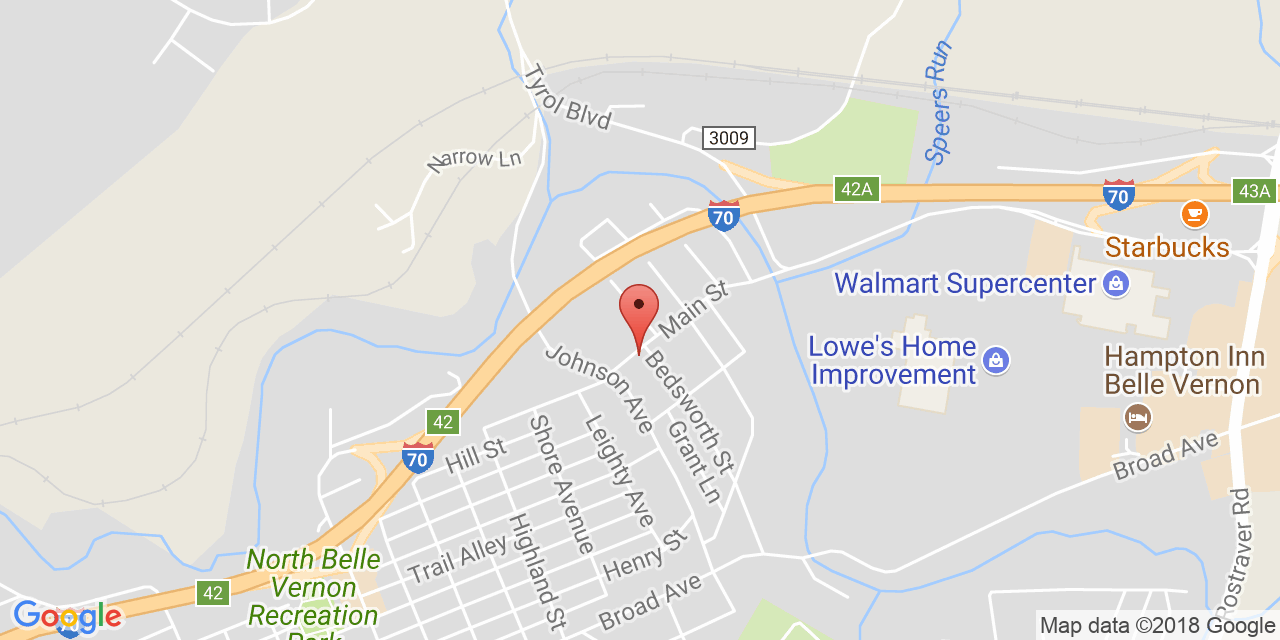 Tyrol Blvd
Speers Run
3009
Narrow Ln
42A
70
43A
70
Starbucks
Walmart Supercenter
Main St
Lowe's Home
Improvement
Hampton Inn
Belle Vernon
Johnson Ave
Bedsworth St
Grant Ln
42
70
Hill St
Shore Avenue
Leighty Ave
Broad Ave
Postraver Rd
Trail Alley
Highland St
Henry St
North Belle
Vernon
Recreation
Park
42
Broad Ave
Google
Map data ©2018 Google